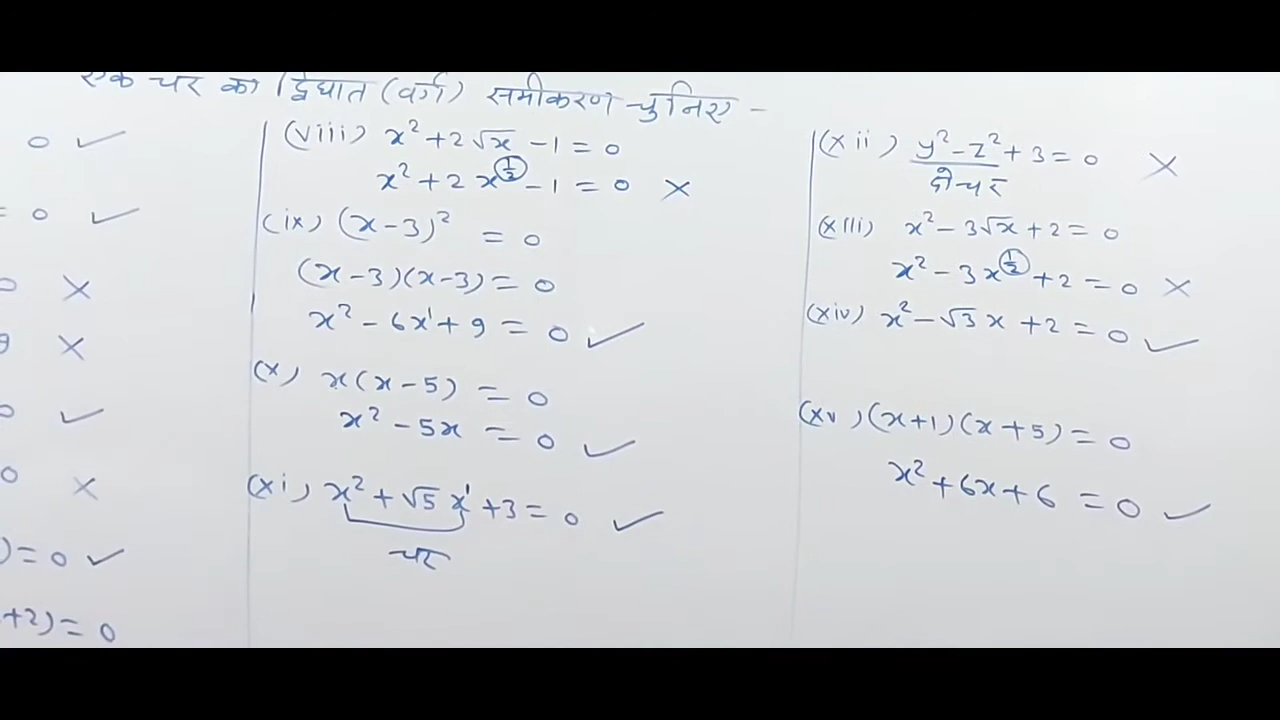 एक चर का द्विघात (वर्ग) समीकरण चुनिए -
0 ✓
= 0 ✓
0 ×
×
0 ✓
0 ×
) = 0 ✓
+2) = 0
(viii) x² + 2√x - 1 = 0
x² + 2x^½ - 1 = 0 ×
(ix) (x - 3)² = 0
(x - 3)(x - 3) = 0
x² - 6x¹ + 9 = 0 ✓
(x) x(x - 5) = 0
x² - 5x = 0 ✓
(xi) x² + √5 x¹ + 3 = 0 ✓
चर
(xii) y² - z² + 3 = 0 ×
दो चर
(xiii) x² - 3√x + 2 = 0
x² - 3x^½ + 2 = 0 ×
(xiv) x² - √3 x + 2 = 0 ✓
(xv) (x+1)(x+5) = 0
x² + 6x + 6 = 0 ✓